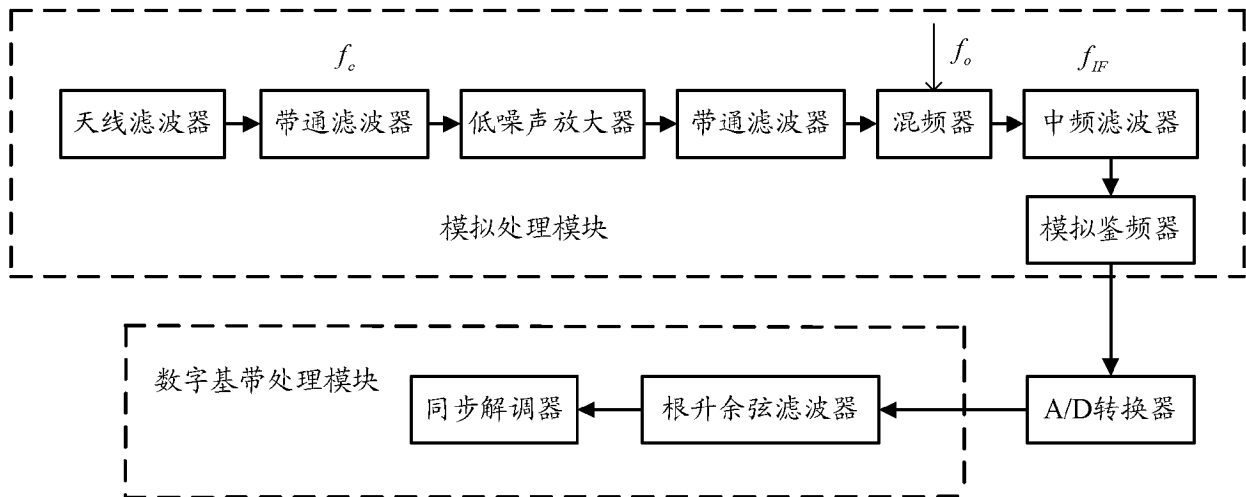 f_c
f_o
f_IF
天线滤波器
带通滤波器
低噪声放大器
带通滤波器
混频器
中频滤波器
模拟处理模块
模拟鉴频器
数字基带处理模块
同步解调器
根升余弦滤波器
A/D转换器